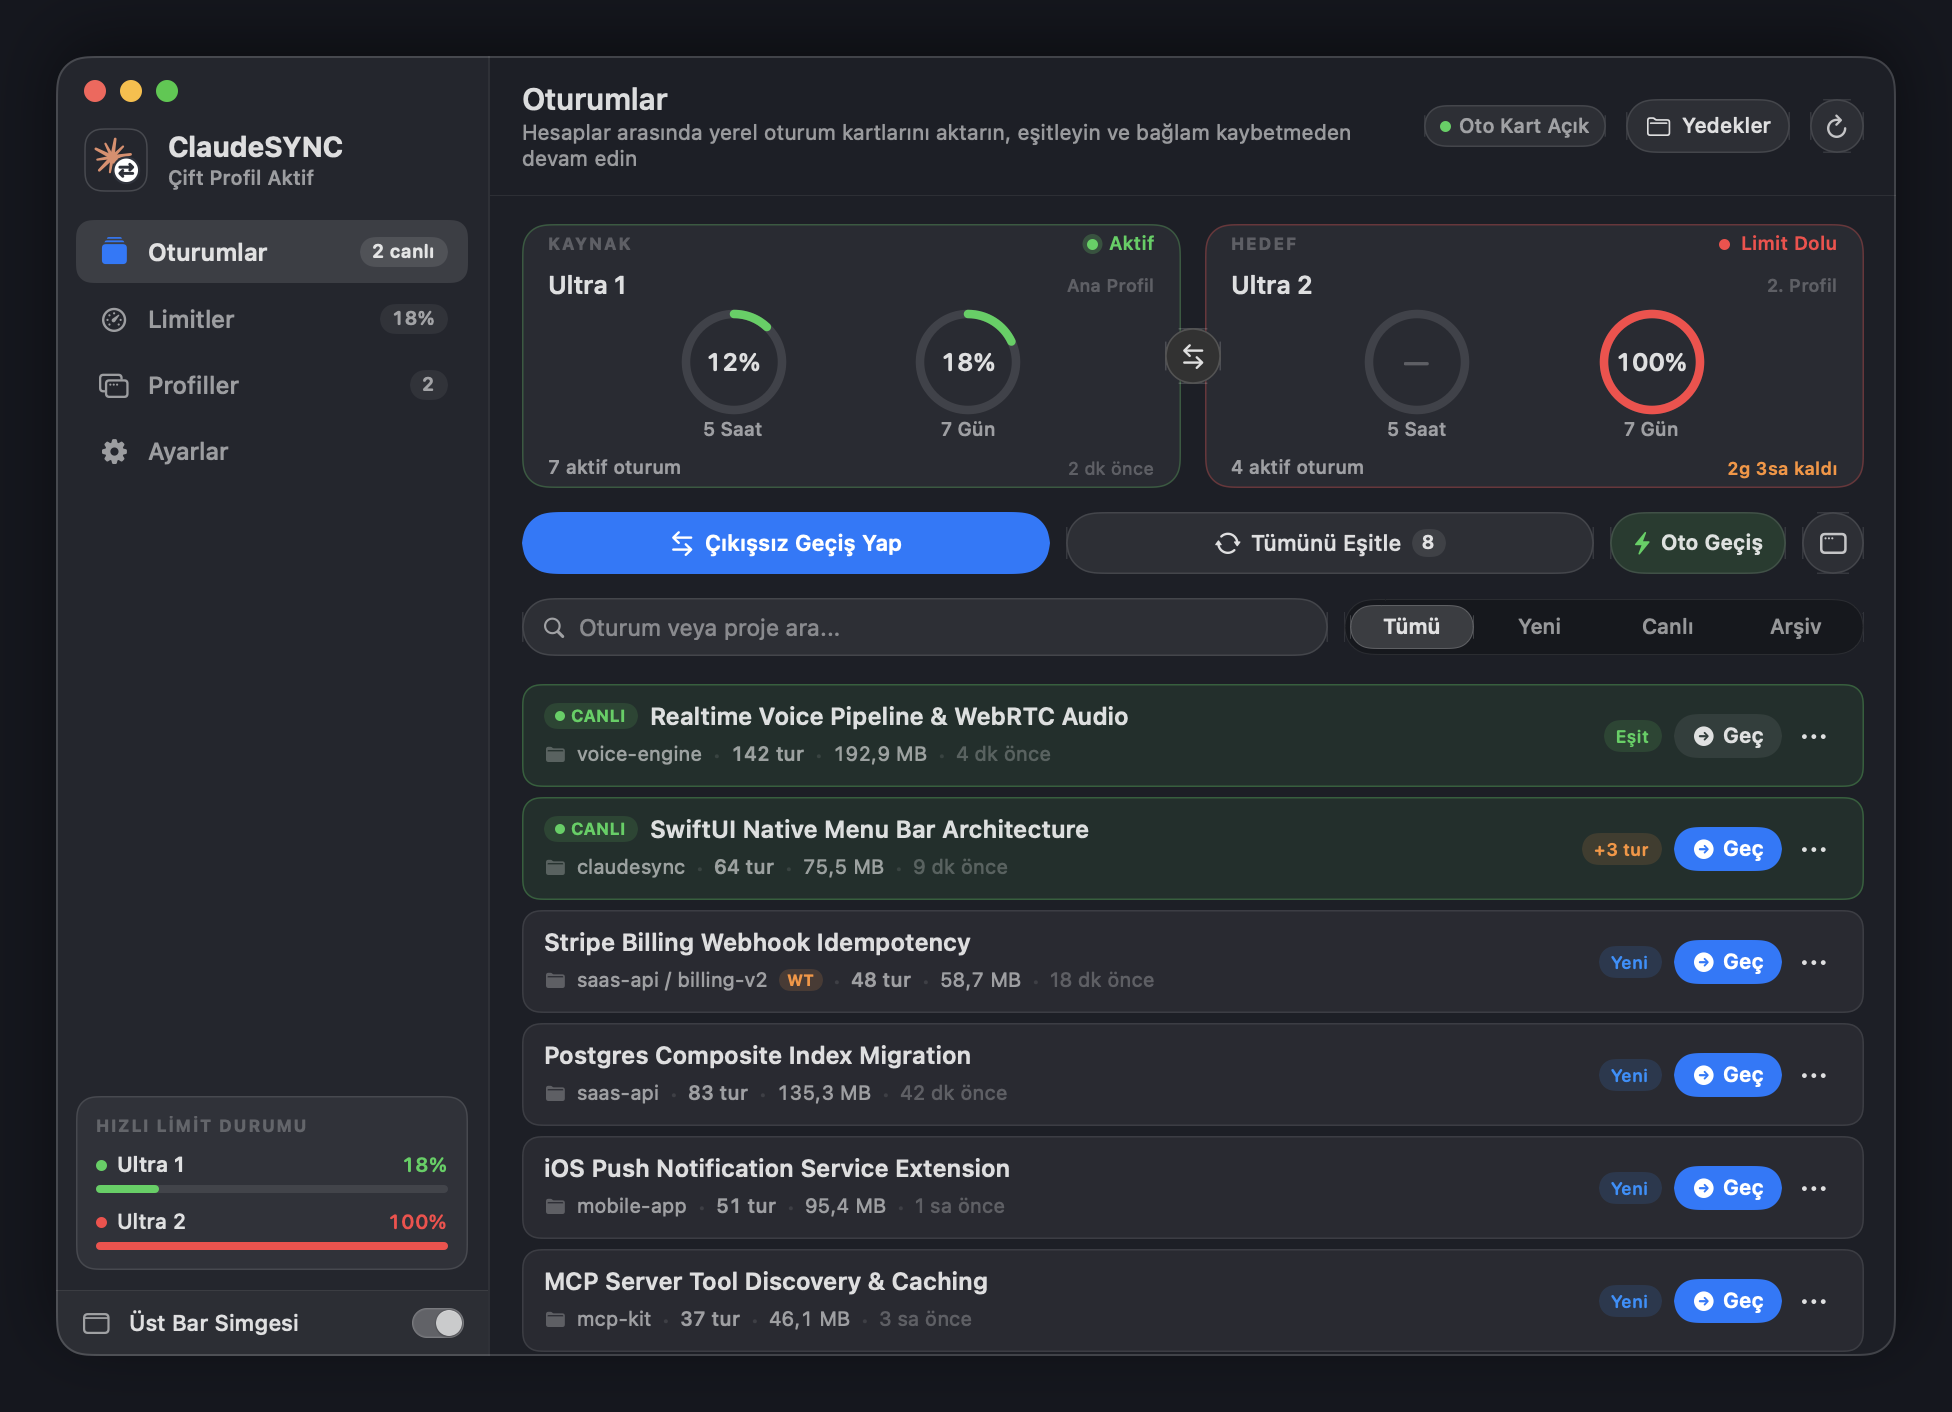 ClaudeSYNC
Çift Profil Aktif
Oturumlar 2 canlı
Limitler 18%
Profiller 2
Ayarlar
HIZLI LİMİT DURUMU
Ultra 1 18%
Ultra 2 100%
Üst Bar Simgesi
Oturumlar
Hesaplar arasında yerel oturum kartlarını aktarın, eşitleyin ve bağlam kaybetmeden
devam edin
Oto Kart Açık
Yedekler
KAYNAK Aktif
Ultra 1 Ana Profil
12% 18%
5 Saat 7 Gün
7 aktif oturum 2 dk önce
HEDEF Limit Dolu
Ultra 2 2. Profil
— 100%
5 Saat 7 Gün
4 aktif oturum 2g 3sa kaldı
Çıkışsız Geçiş Yap
Tümünü Eşitle 8
Oto Geçiş
Oturum veya proje ara...
Tümü Yeni Canlı Arşiv
CANLI Realtime Voice Pipeline & WebRTC Audio
voice-engine · 142 tur · 192,9 MB · 4 dk önce
Eşit Geç
CANLI SwiftUI Native Menu Bar Architecture
claudesync · 64 tur · 75,5 MB · 9 dk önce
+3 tur Geç
Stripe Billing Webhook Idempotency
saas-api / billing-v2 WT · 48 tur · 58,7 MB · 18 dk önce
Yeni Geç
Postgres Composite Index Migration
saas-api · 83 tur · 135,3 MB · 42 dk önce
Yeni Geç
iOS Push Notification Service Extension
mobile-app · 51 tur · 95,4 MB · 1 sa önce
Yeni Geç
MCP Server Tool Discovery & Caching
mcp-kit · 37 tur · 46,1 MB · 3 sa önce
Yeni Geç